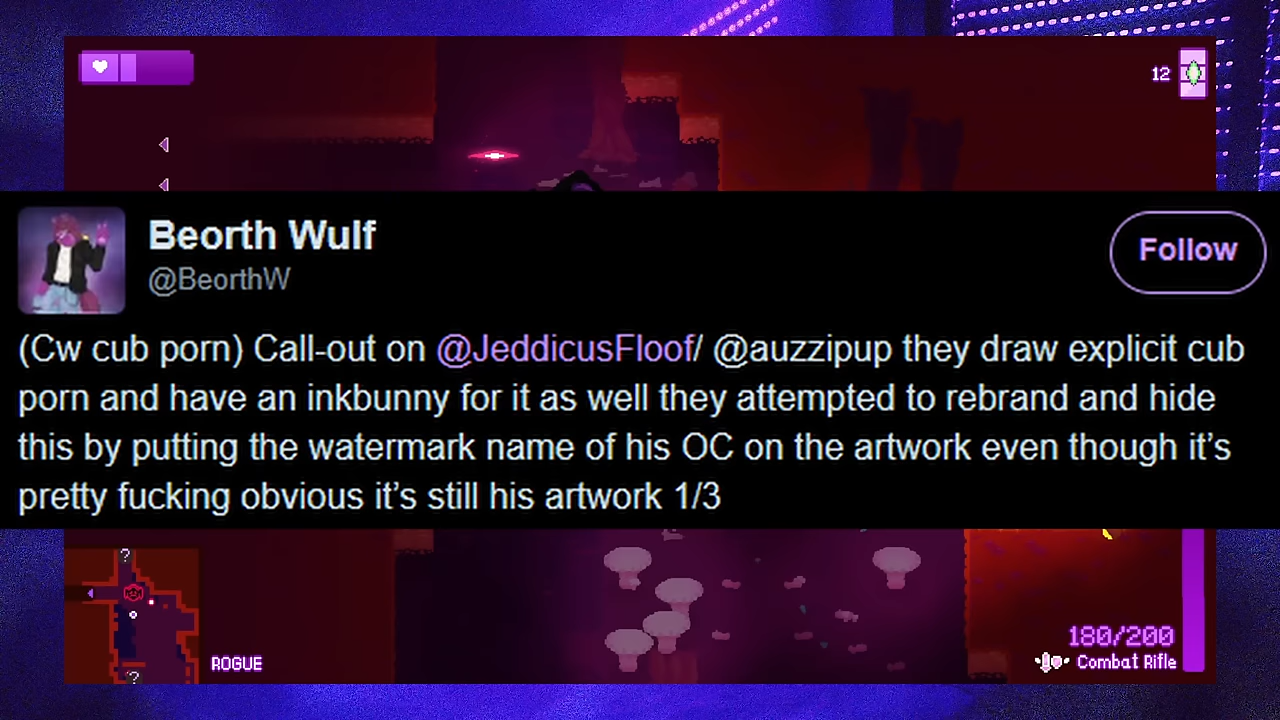 12
Beorth Wulf
@BeorthW
Follow
(Cw cub porn) Call-out on @JeddicusFloof/ @auzzipup they draw explicit cub
porn and have an inkbunny for it as well they attempted to rebrand and hide
this by putting the watermark name of his OC on the artwork even though it’s
pretty fucking obvious it’s still his artwork 1/3
?
?
ROGUE
180/200
Combat Rifle